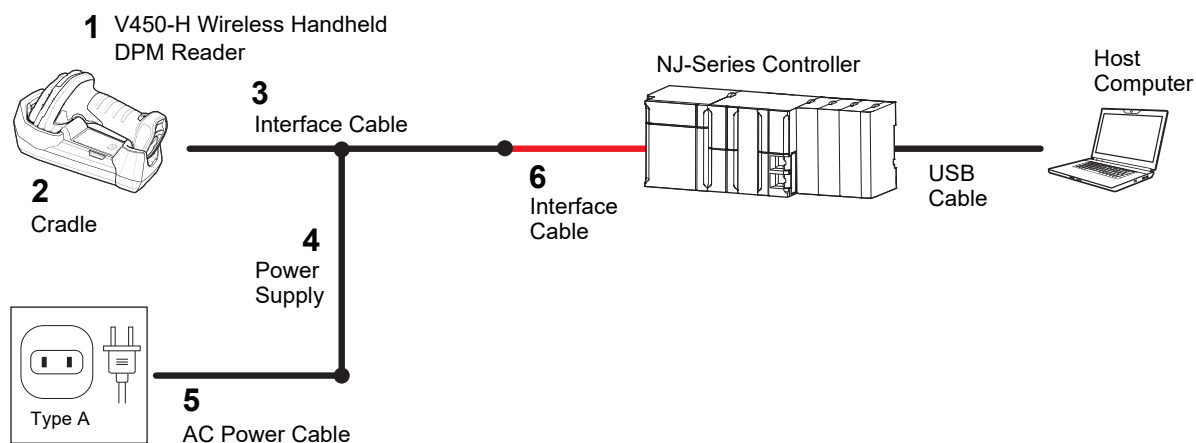 1 V450-H Wireless Handheld
DPM Reader
2
Cradle
3
Interface Cable
4
Power
Supply
Type A
5
AC Power Cable
6
Interface
Cable
NJ-Series Controller
USB
Cable
Host
Computer